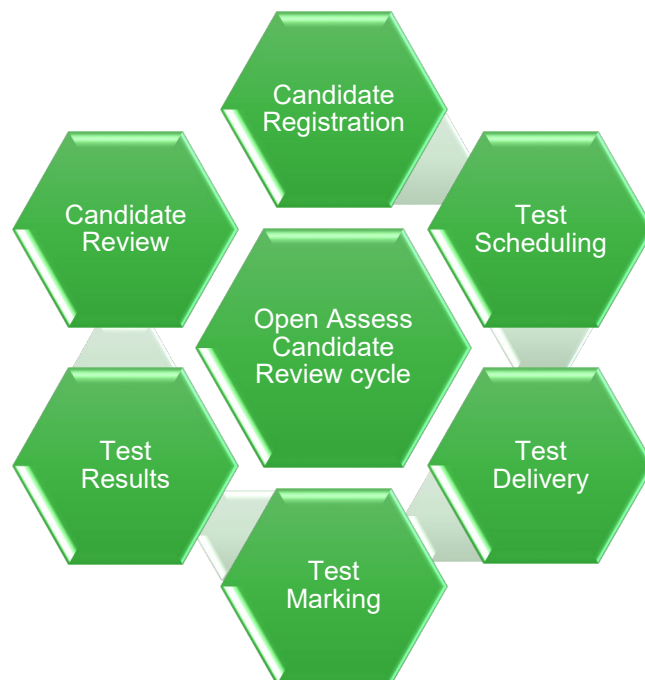 Candidate
Registration
Test
Scheduling
Test
Delivery
Test
Marking
Test
Results
Candidate
Review
Open Assess
Candidate
Review cycle